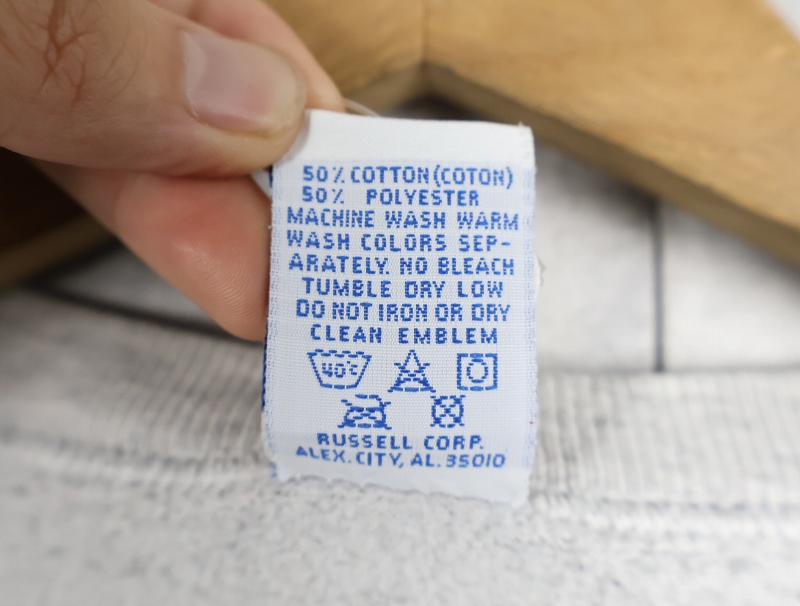 50% COTTON (COTON)
50% POLYESTER
MACHINE WASH WARM
WASH COLORS SEP-
ARATELY. NO BLEACH
TUMBLE DRY LOW
DO NOT IRON OR DRY
CLEAN EMBLEM
40°C
RUSSELL CORP.
ALEX. CITY, AL. 35010